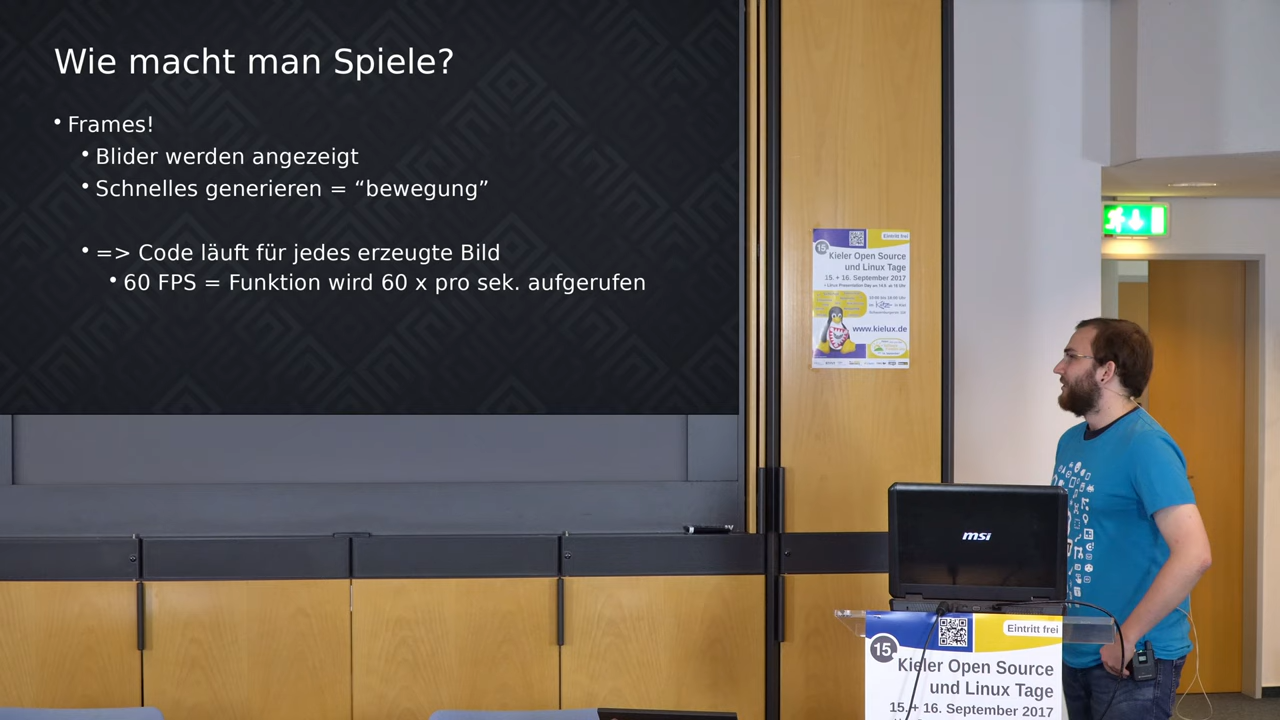 Wie macht man Spiele?
• Frames!
• Blider werden angezeigt
• Schnelles generieren = “bewegung”
• => Code läuft für jedes erzeugte Bild
• 60 FPS = Funktion wird 60 x pro sek. aufgerufen
Eintritt frei
15.
Kieler Open Source
und Linux Tage
15. + 16. September 2017
www.kielux.de
msi
Eintritt frei
15.
Kieler Open Source
und Linux Tage
15. + 16. September 2017